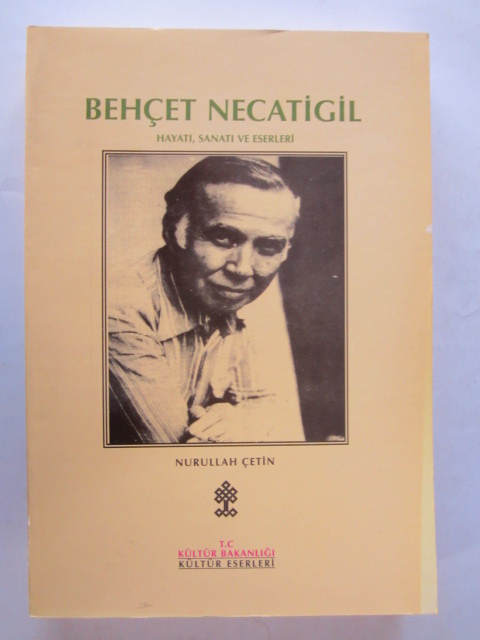 BEHÇET NECATİGİL
HAYATI, SANATI VE ESERLERİ
NURULLAH ÇETİN
T.C
KÜLTÜR BAKANLIĞI
KÜLTÜR ESERLERİ